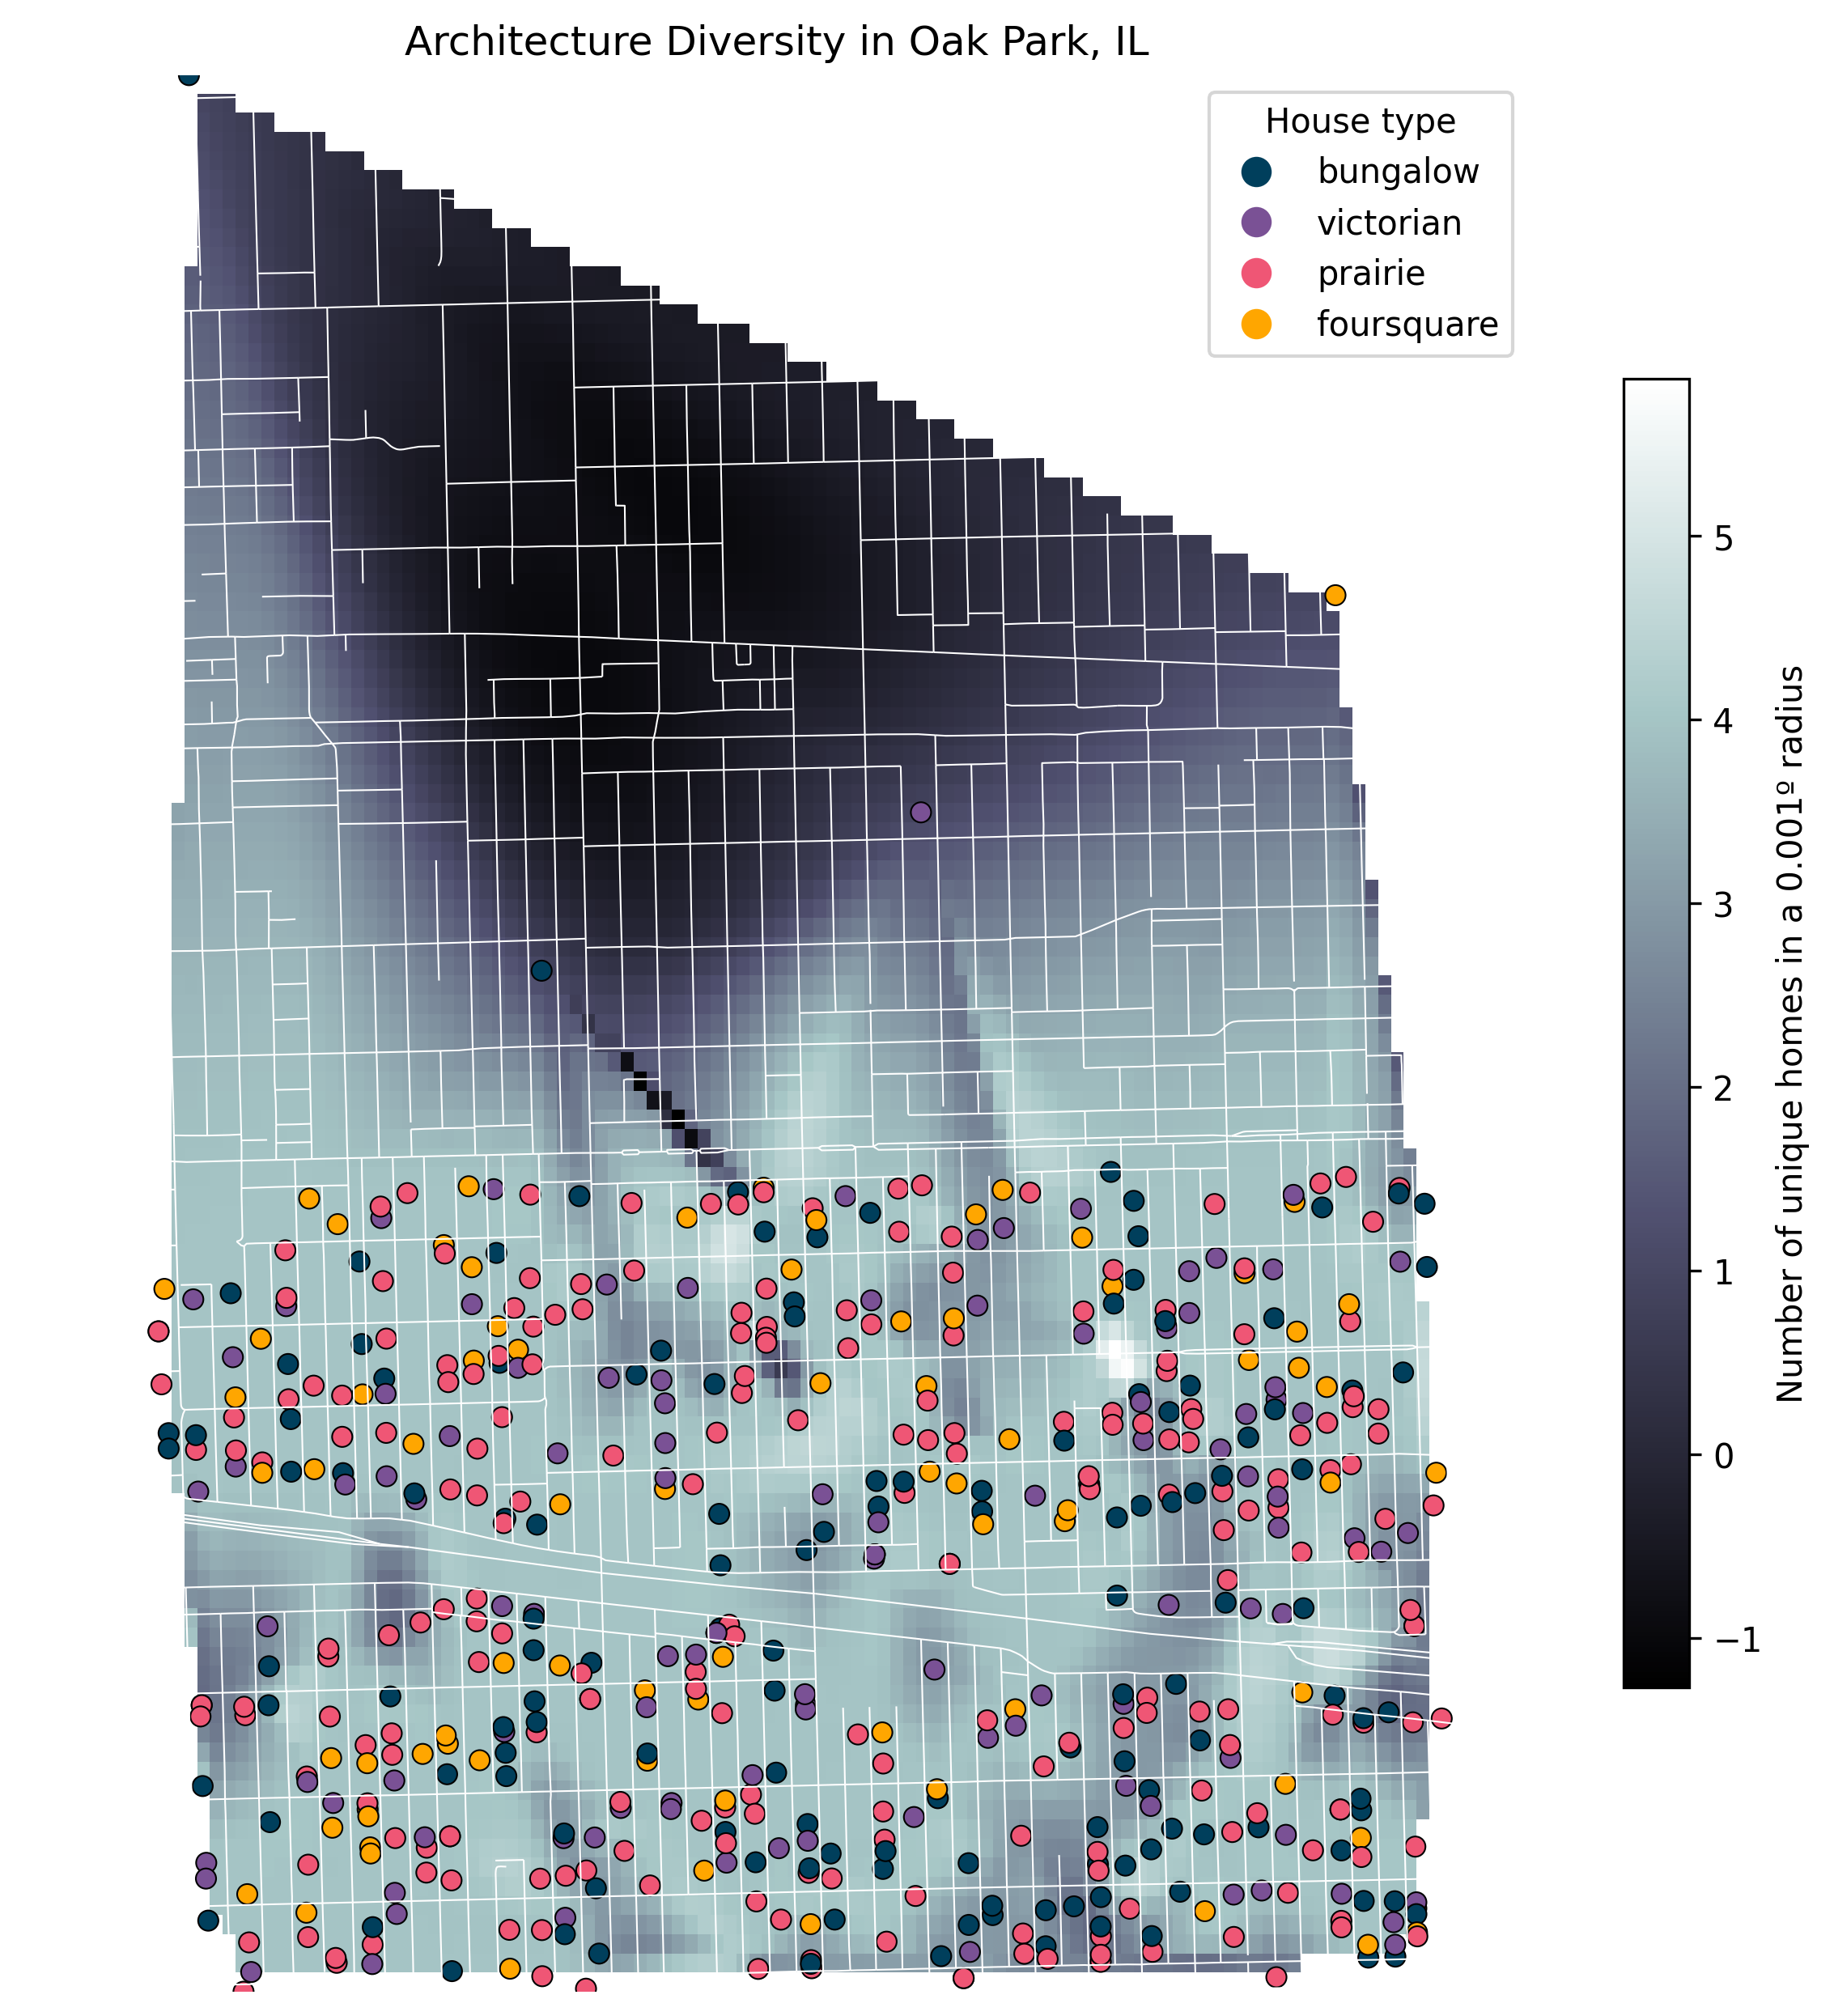 Architecture Diversity in Oak Park, IL
House type
bungalow
victorian
prairie
foursquare
5
4
3
2
1
0
−1
Number of unique homes in a 0.001º radius